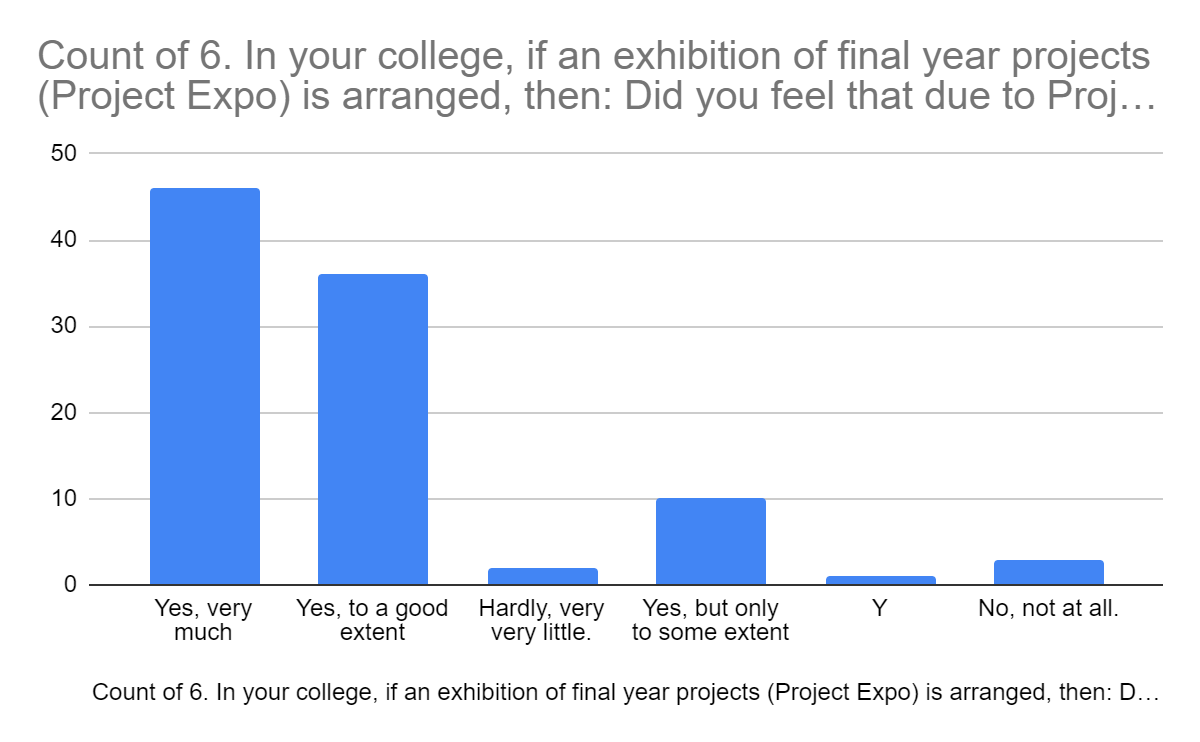 Count of 6. In your college, if an exhibition of final year projects
(Project Expo) is arranged, then: Did you feel that due to Proj…
50
40
30
20
10
0
Yes, very
much
Yes, to a good
extent
Hardly, very
very little.
Yes, but only
to some extent
Y
No, not at all.
Count of 6. In your college, if an exhibition of final year projects (Project Expo) is arranged, then: D…